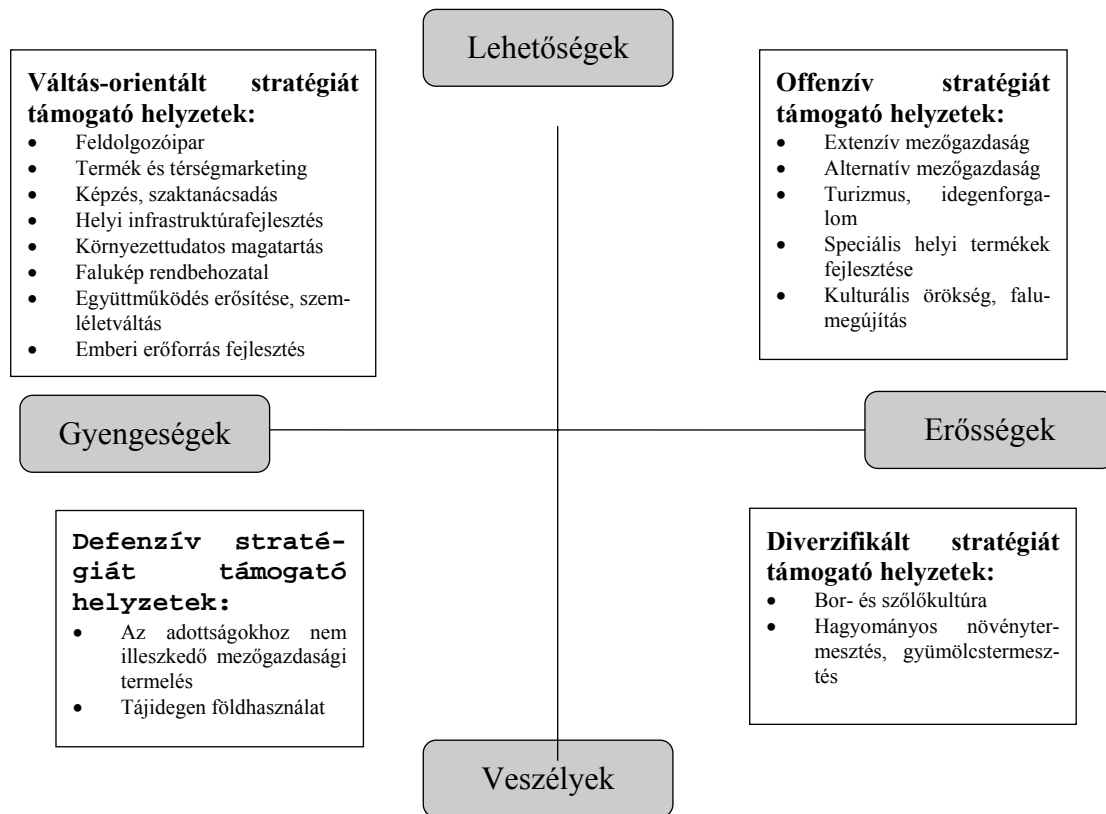 Lehetőségek
Váltás-orientált stratégiát
támogató helyzetek:
• Feldolgozóipar
• Termék és térségmarketing
• Képzés, szaktanácsadás
• Helyi infrastruktúrafejlesztés
• Környezettudatos magatartás
• Falukép rendbehozatal
• Együttműködés erősítése, szem-
léletváltás
• Emberi erőforrás fejlesztés
Offenzív stratégiát
támogató helyzetek:
• Extenzív mezőgazdaság
• Alternatív mezőgazdaság
• Turizmus, idegenforga-
lom
• Speciális helyi termékek
fejlesztése
• Kulturális örökség, falu-
megújítás
Gyengeségek
Erősségek
Defenzív straté-
giát támogató
helyzetek:
• Az adottságokhoz nem
illeszkedő mezőgazdasági
termelés
• Tájidegen földhasználat
Diverzifikált stratégiát
támogató helyzetek:
• Bor- és szőlőkultúra
• Hagyományos növényter-
mesztés, gyümölcstermesz-
tés
Veszélyek